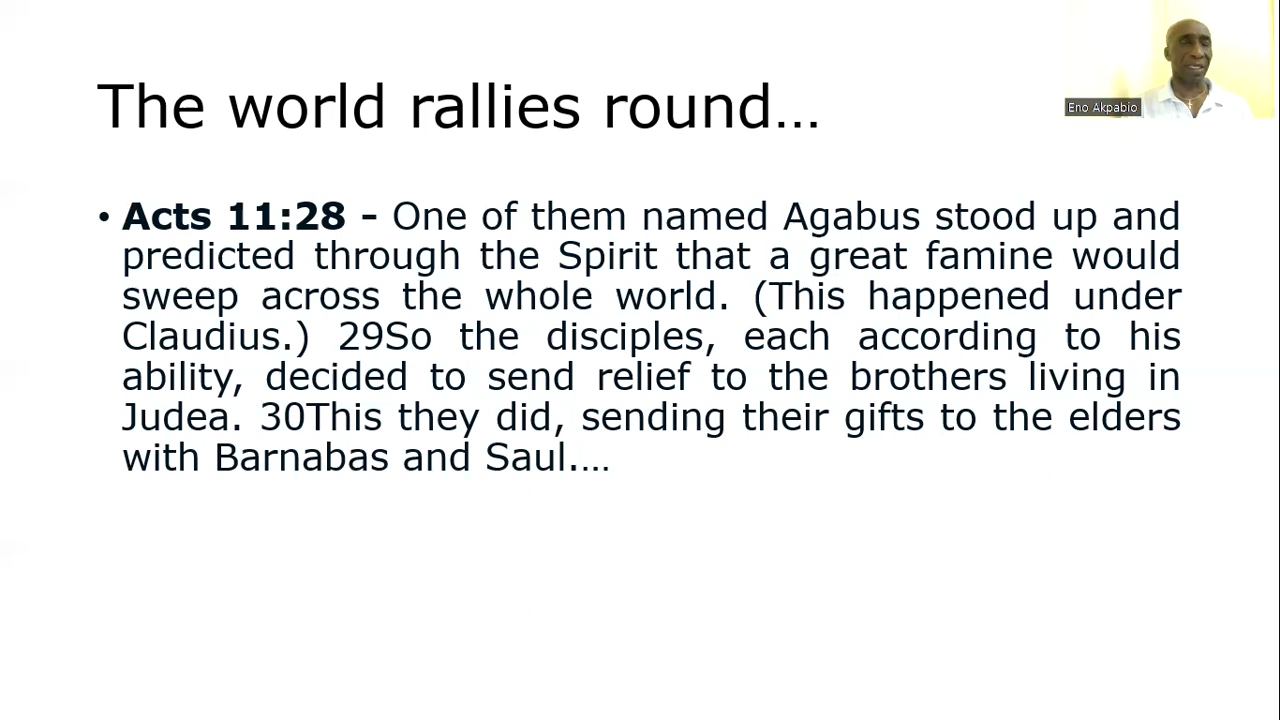 The world rallies round…
Eno Akpabio
• Acts 11:28 - One of them named Agabus stood up and
predicted through the Spirit that a great famine would
sweep across the whole world. (This happened under
Claudius.) 29So the disciples, each according to his
ability, decided to send relief to the brothers living in
Judea. 30This they did, sending their gifts to the elders
with Barnabas and Saul.…